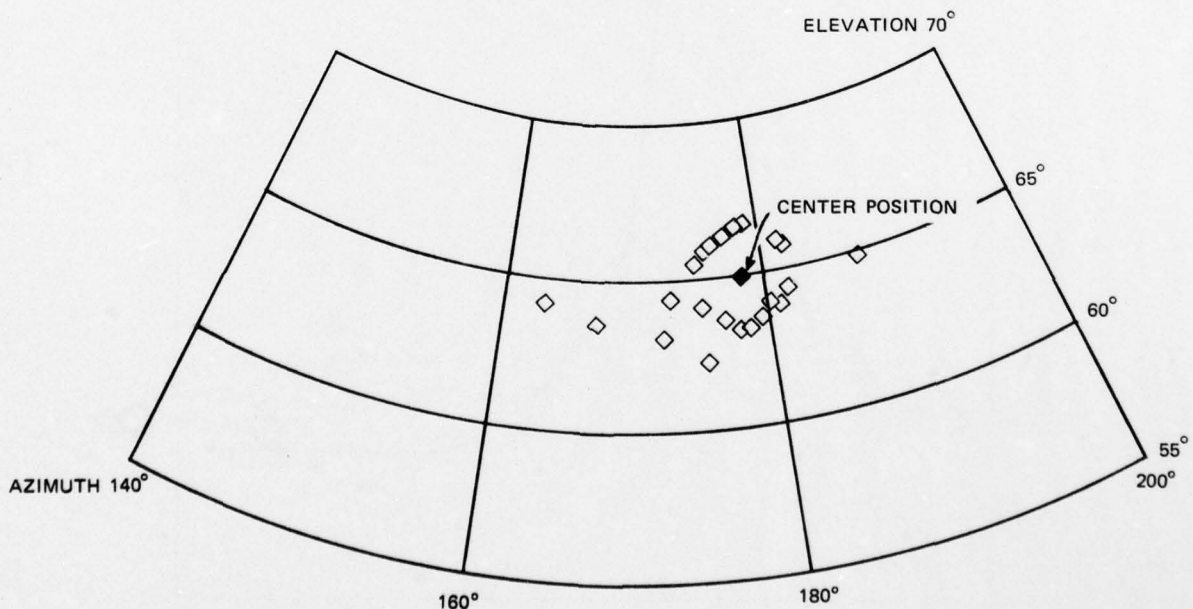 ELEVATION 70°
65°
CENTER POSITION
60°
55°
AZIMUTH 140°
200°
160°
180°